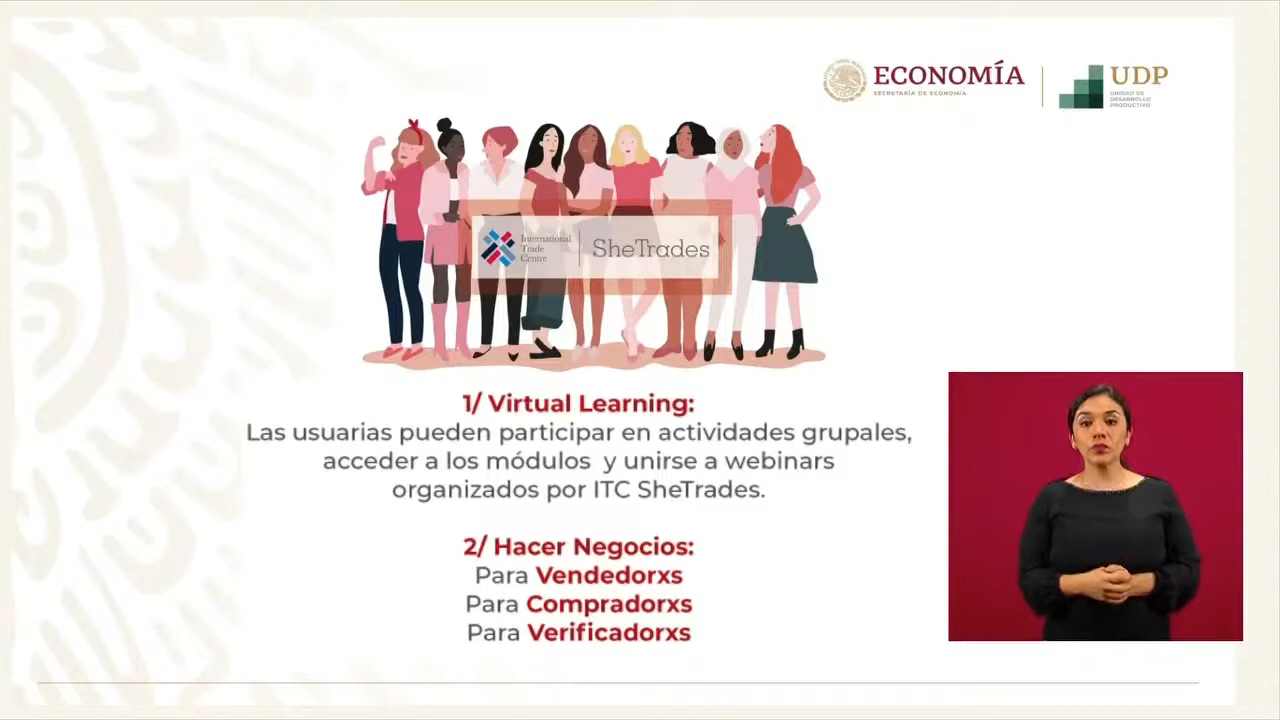 ECONOMÍA
SECRETARÍA DE ECONOMÍA
UDP
UNIDAD DE
DESARROLLO
PRODUCTIVO
International
Trade
Centre
SheTrades
1/ Virtual Learning:
Las usuarias pueden participar en actividades grupales,
acceder a los módulos y unirse a webinars
organizados por ITC SheTrades.
2/ Hacer Negocios:
Para Vendedorxs
Para Compradorxs
Para Verificadorxs